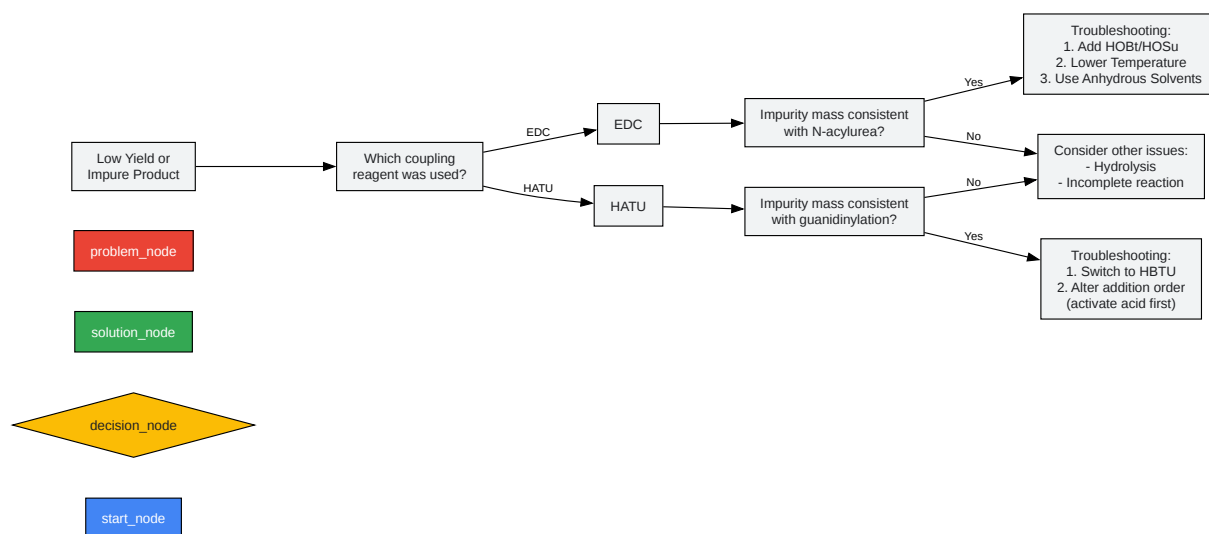 Low Yield or
Impure Product
Which coupling
reagent was used?
EDC
EDC
HATU
HATU
Impurity mass consistent
with N-acylurea?
Impurity mass consistent
with guanidinylation?
Yes
No
No
Yes
Troubleshooting:
1. Add HOBt/HOSu
2. Lower Temperature
3. Use Anhydrous Solvents
Consider other issues:
- Hydrolysis
- Incomplete reaction
Troubleshooting:
1. Switch to HBTU
2. Alter addition order
(activate acid first)
problem_node
solution_node
decision_node
start_node